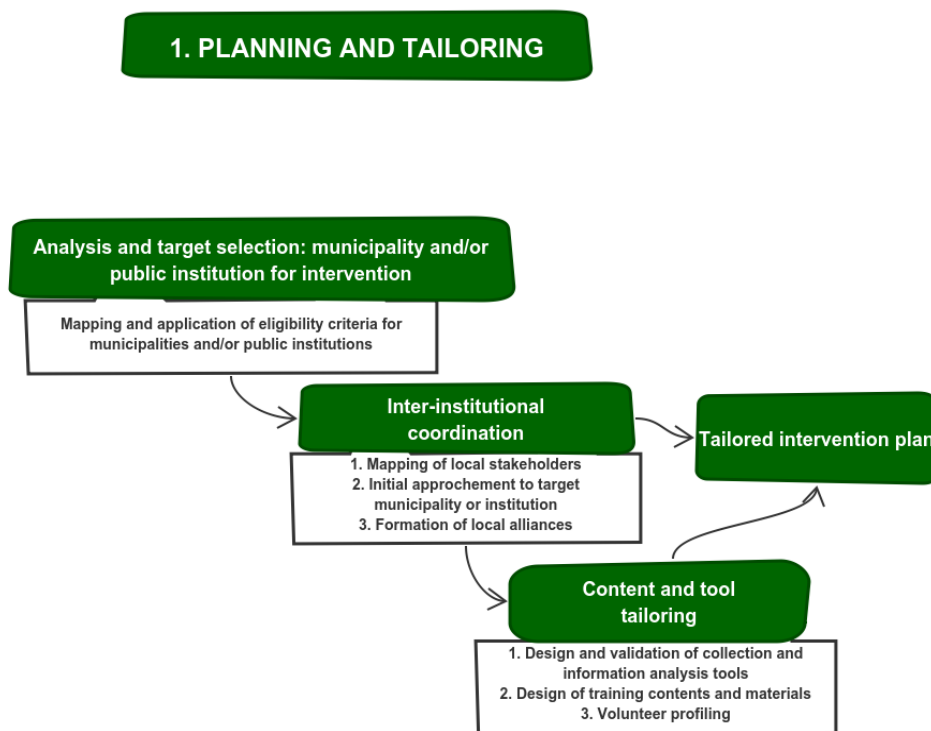 1. PLANNING AND TAILORING
Analysis and target selection: municipality and/or
public institution for intervention
Mapping and application of eligibility criteria for
municipalities and/or public institutions
Inter-institutional
coordination
1. Mapping of local stakeholders
2. Initial approchement to target
municipality or institution
3. Formation of local alliances
Tailored intervention plan
Content and tool
tailoring
1. Design and validation of collection and
information analysis tools
2. Design of training contents and materials
3. Volunteer profiling